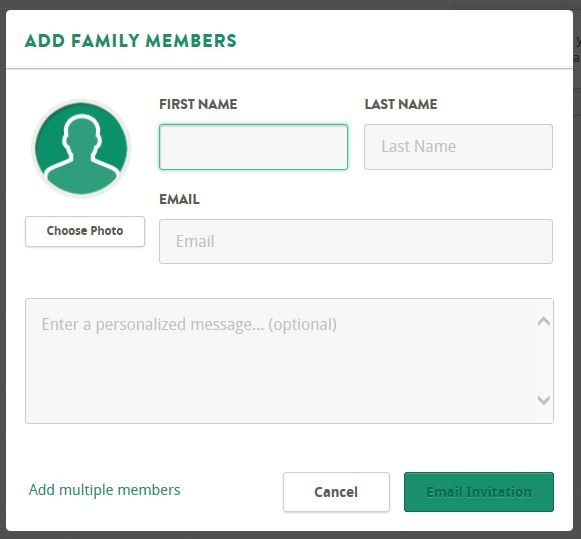 ADD FAMILY MEMBERS
FIRST NAME
LAST NAME
Last Name
EMAIL
Choose Photo
Email
Enter a personalized message... (optional)
Add multiple members
Cancel
Email Invitation